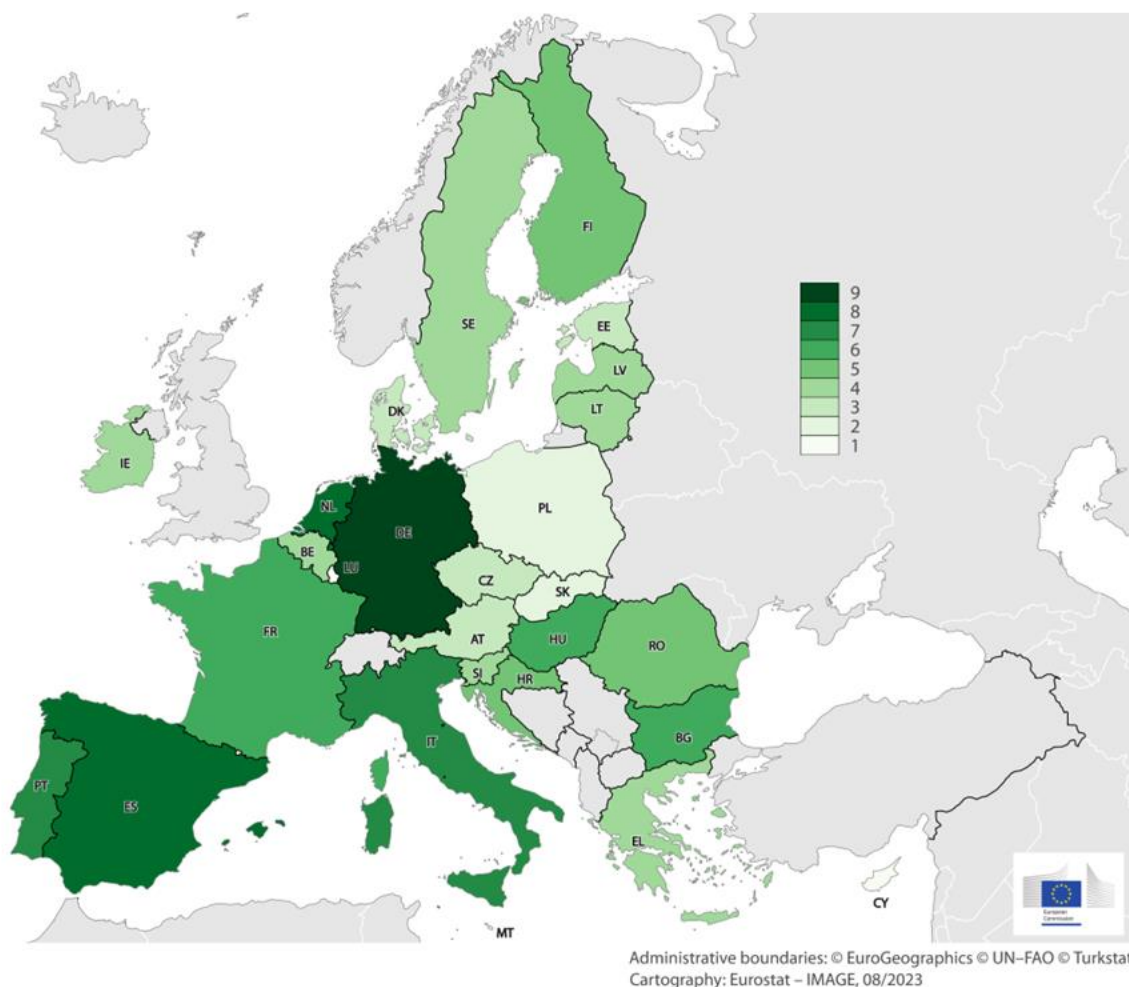 FI
SE
EE
LV
LT
DK
IE
NL
DE
PL
BE
LU
CZ
SK
FR
AT
HU
RO
SI
HR
IT
BG
PT
ES
EL
MT
CY
9
8
7
6
5
4
3
2
1
European
Commission
Administrative boundaries: © EuroGeographics © UN–FAO © Turkstat
Cartography: Eurostat – IMAGE, 08/2023